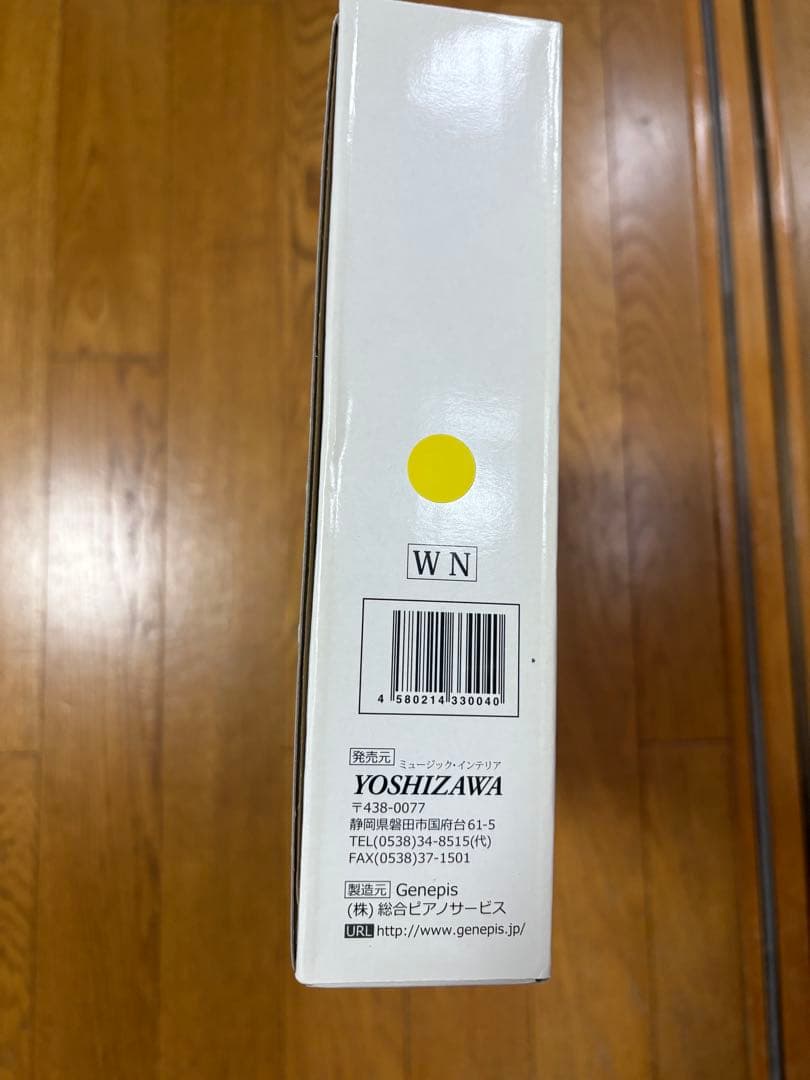 WN
4 580214 330040
発売元 ミュージック・インテリア
YOSHIZAWA
〒438-0077
静岡県磐田市国府台61-5
TEL(0538)34-8515(代)
FAX(0538)37-1501
製造元 Genepis
(株)総合ピアノサービス
URL http://www.genepis.jp/